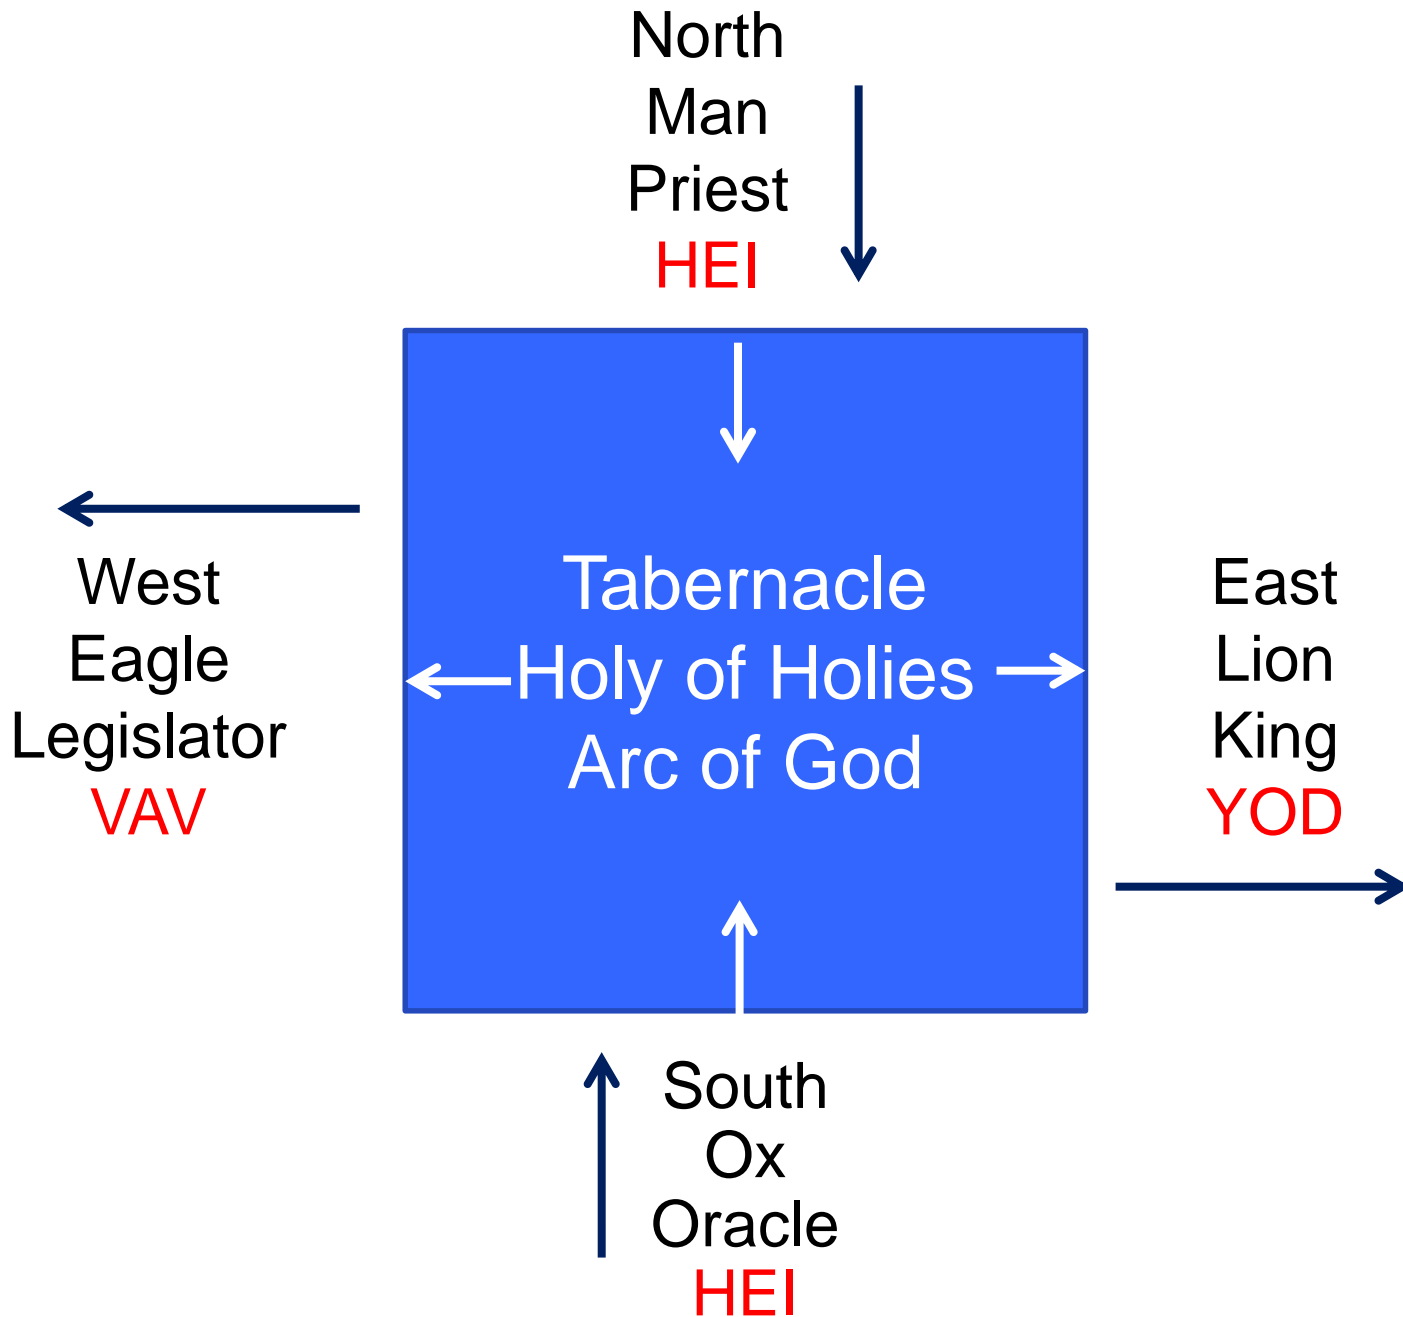 North
Man
Priest
HEI
West
Eagle
Legislator
VAV
Tabernacle
Holy of Holies
Arc of God
East
Lion
King
YOD
South
Ox
Oracle
HEI